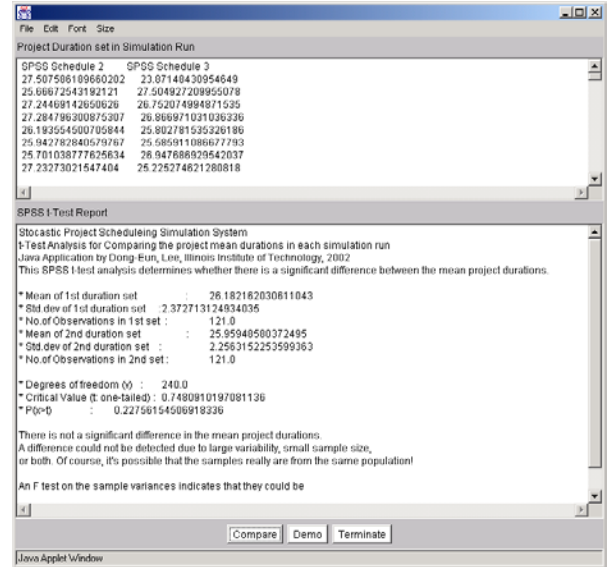 File Edit Font Size
Project Duration set in Simulation Run
SPSS Schedule 2 SPSS Schedule 3
27.507586109660202 23.87148430954649
25.66672543192121 27.504927209955078
27.24469142650626 26.752074994871535
27.284796300875307 26.866971031036336
26.193554500705844 25.802781535326186
25.942782840579767 25.585911086677793
25.701038777625634 26.947686929542037
27.23273021547404 25.225274621280818
SPSS t-Test Report
Stocastic Project Scheduleing Simulation System
t-Test Analysis for Comparing the project mean durations in each simulation run
Java Application by Dong-Eun, Lee, Illinois Institute of Technology, 2002
This SPSS t-test analysis determines whether there is a significant difference between the mean project durations.
* Mean of 1st duration set : 26.182162030611043
* Std.dev of 1st duration set :2.372713124934035
* No.of Observations in 1st set : 121.0
* Mean of 2nd duration set : 25.95948580372495
* Std.dev of 2nd duration set : 2.2563152253599363
* No.of Observations in 2nd set : 121.0
* Degrees of freedom (v) : 240.0
* Critical Value (t: one-tailed) : 0.7480910197081136
* P(x>t) : 0.22756154506918336
There is not a significant difference in the mean project durations.
A difference could not be detected due to large variability, small sample size,
or both. Of course, it's possible that the samples really are from the same population!
An F test on the sample variances indicates that they could be
Compare Demo Terminate
Java Applet Window